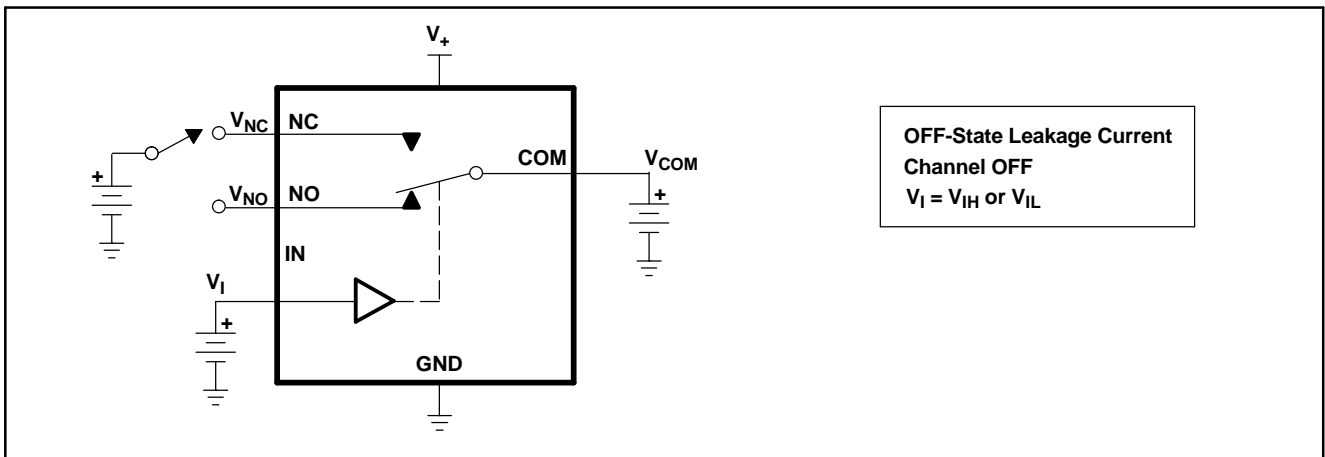 V+
VNC NC
COM VCOM
+
VNO NO
+
IN
VI
+
GND
OFF-State Leakage Current
Channel OFF
VI = VIH or VIL